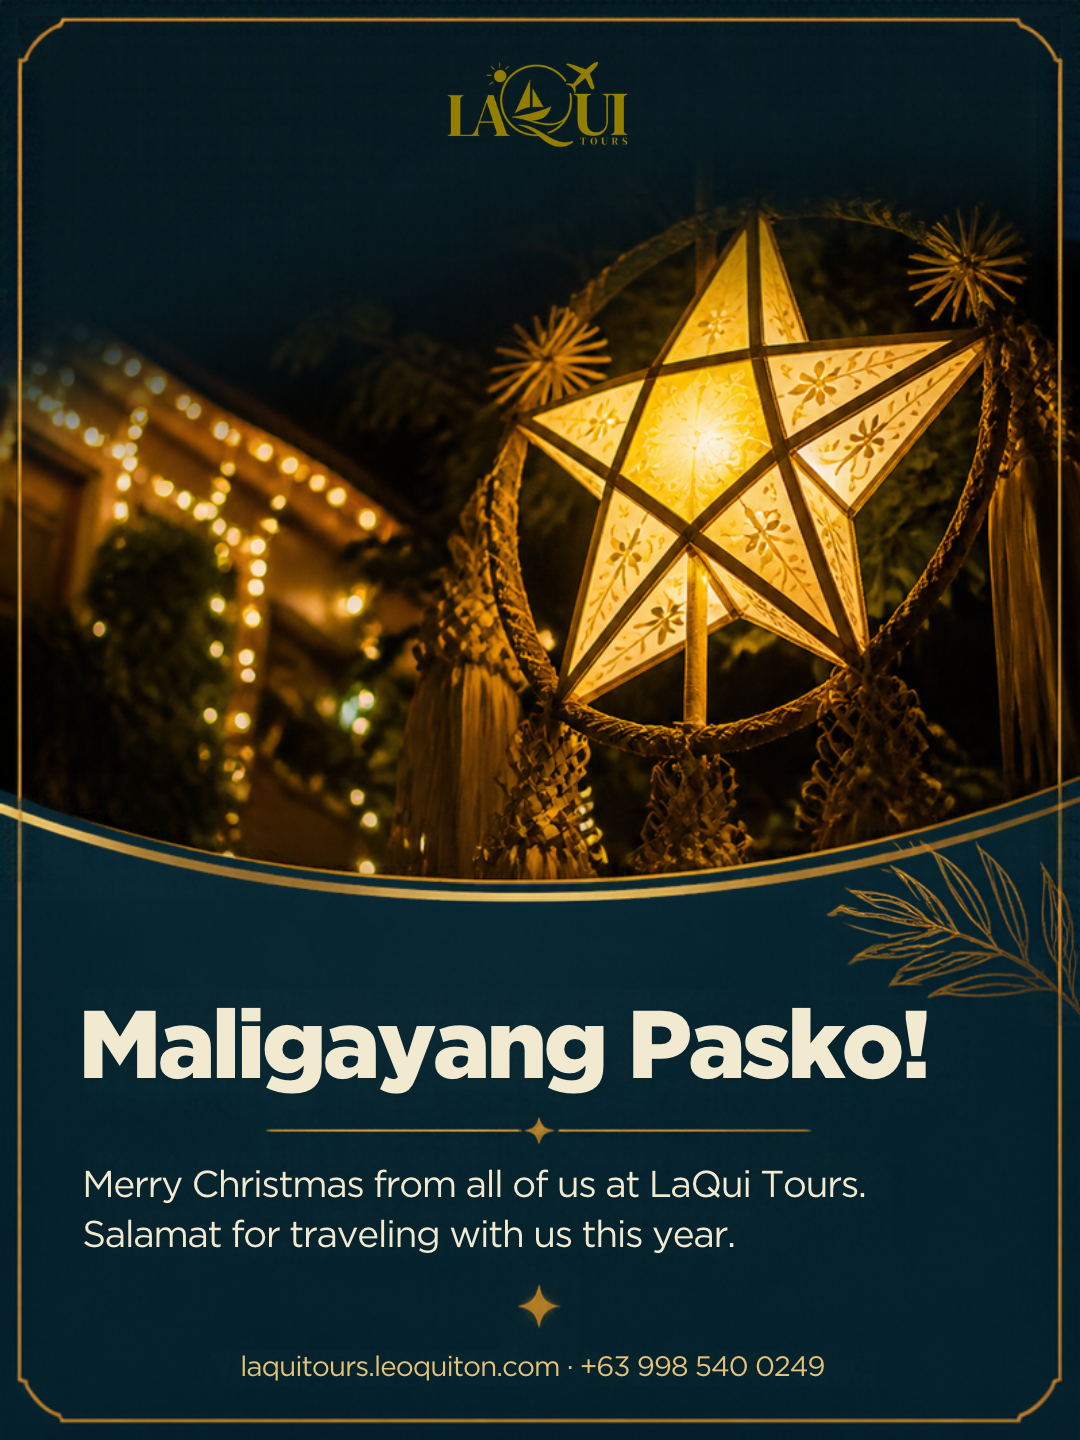 LAQUI
TOURS
Maligayang Pasko!
Merry Christmas from all of us at LaQui Tours.
Salamat for traveling with us this year.
laquitours.leoquiton.com · +63 998 540 0249